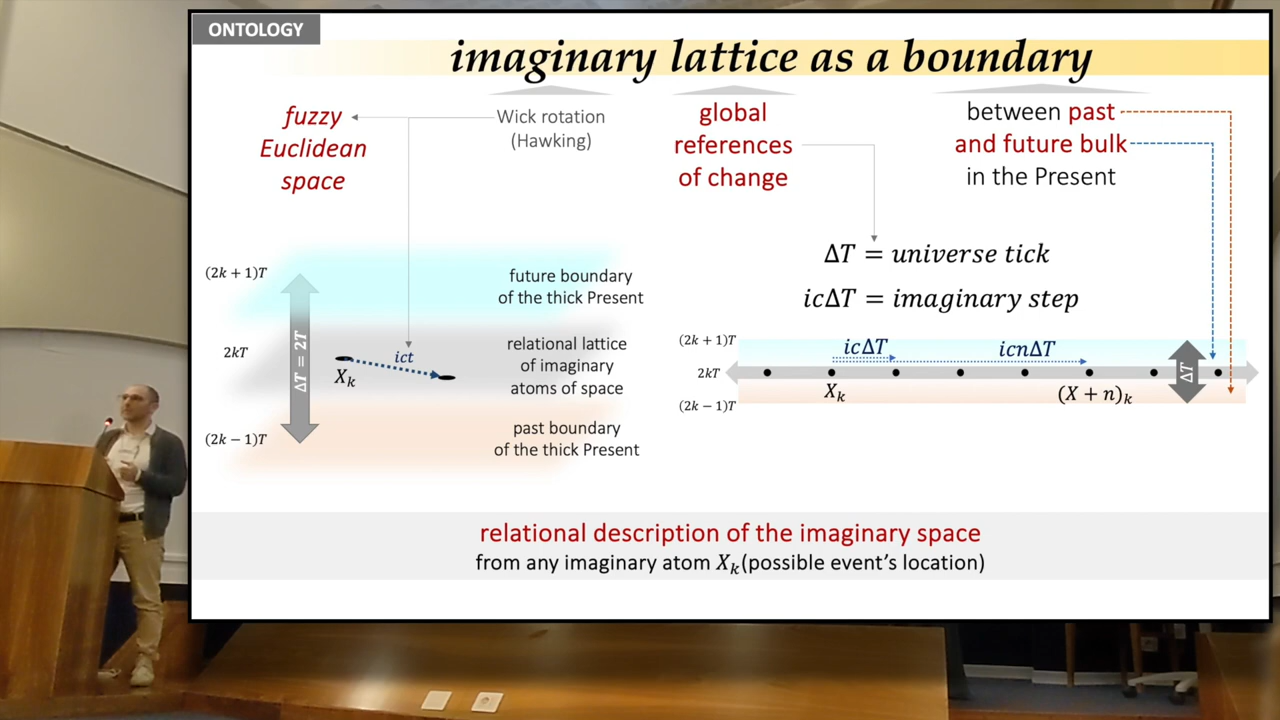 ONTOLOGY
imaginary lattice as a boundary
fuzzy
Euclidean
space
Wick rotation
(Hawking)
global
references
of change
between past
and future bulk
in the Present
ΔT = universe tick
icΔT = imaginary step
(2k + 1)T
2kT
(2k − 1)T
ΔT = 2T
X_k
ict
future boundary
of the thick Present
relational lattice
of imaginary
atoms of space
past boundary
of the thick Present
(2k + 1)T
2kT
(2k − 1)T
icΔT
icnΔT
X_k
(X + n)_k
ΔT
relational description of the imaginary space
from any imaginary atom X_k(possible event's location)